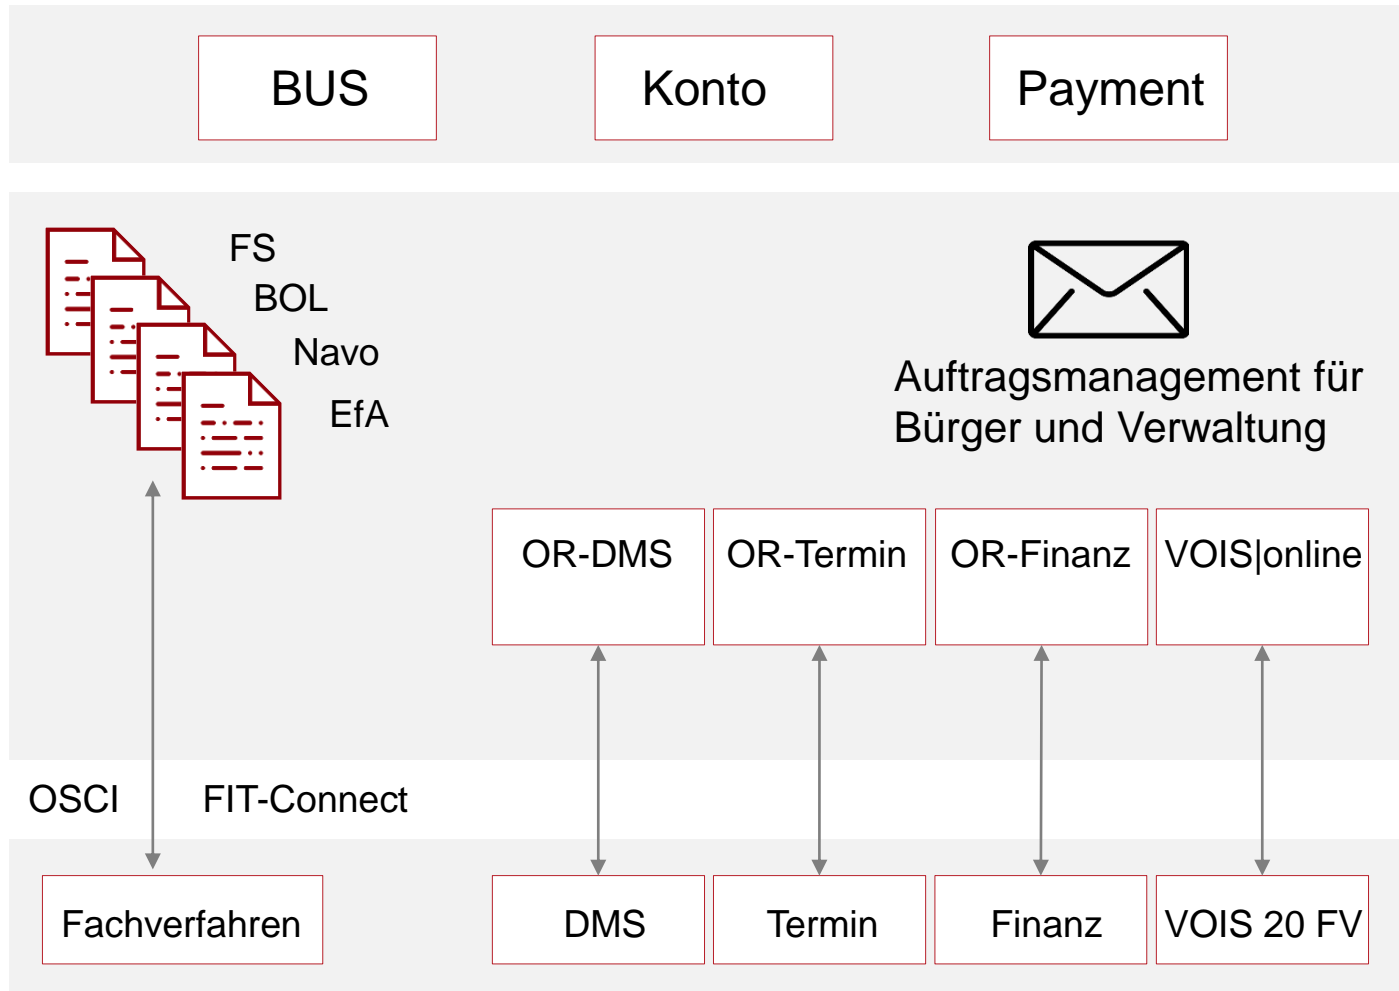 BUS
Konto
Payment
FS
BOL
Navo
EfA
Auftragsmanagement für
Bürger und Verwaltung
OR-DMS
OR-Termin
OR-Finanz
VOIS|online
OSCI
FIT-Connect
Fachverfahren
DMS
Termin
Finanz
VOIS 20 FV